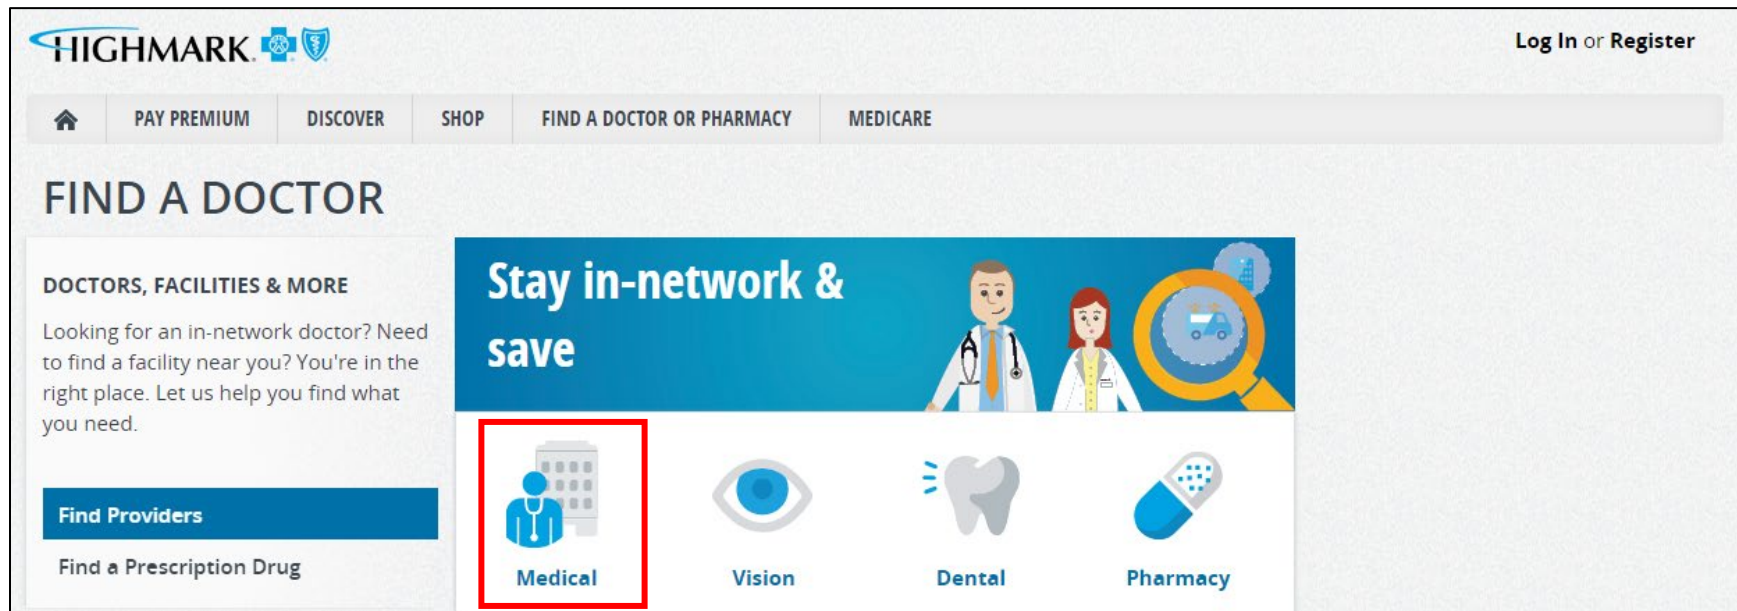 HIGHMARK.
Log In or Register
PAY PREMIUM
DISCOVER
SHOP
FIND A DOCTOR OR PHARMACY
MEDICARE
FIND A DOCTOR
DOCTORS, FACILITIES & MORE
Looking for an in-network doctor? Need
to find a facility near you? You're in the
right place. Let us help you find what
you need.
Find Providers
Find a Prescription Drug
Stay in-network &
save
Medical
Vision
Dental
Pharmacy